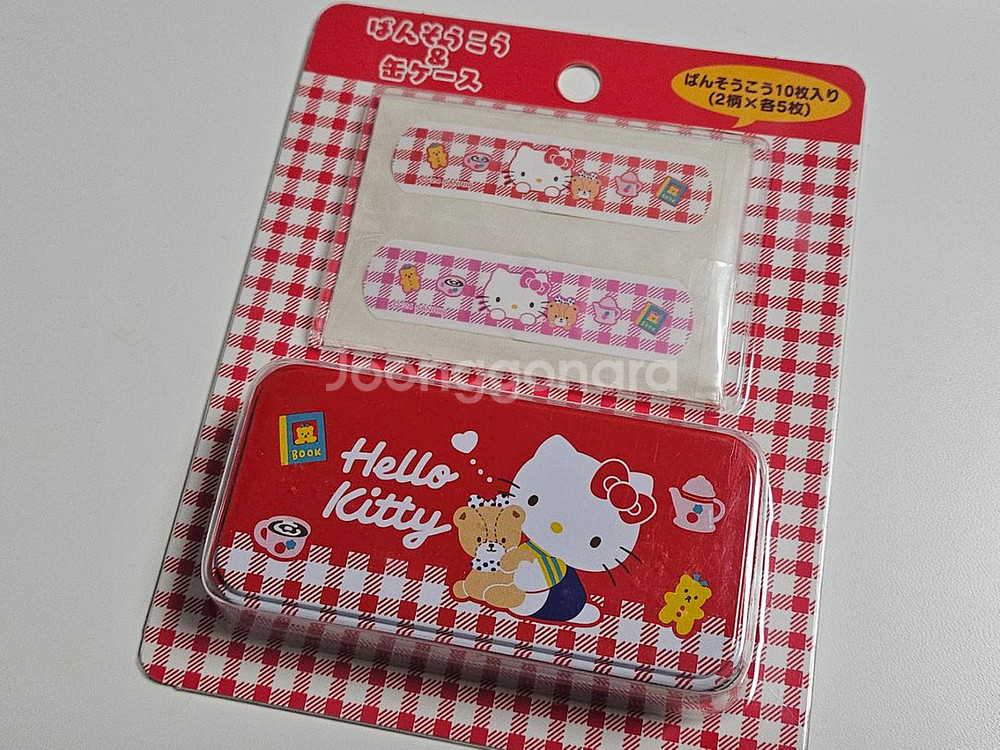 ばんそうこう
&
缶ケース
ばんそうこう10枚入り
(2柄×各5枚)
Joonggonara
BOOK
Hello
Kitty